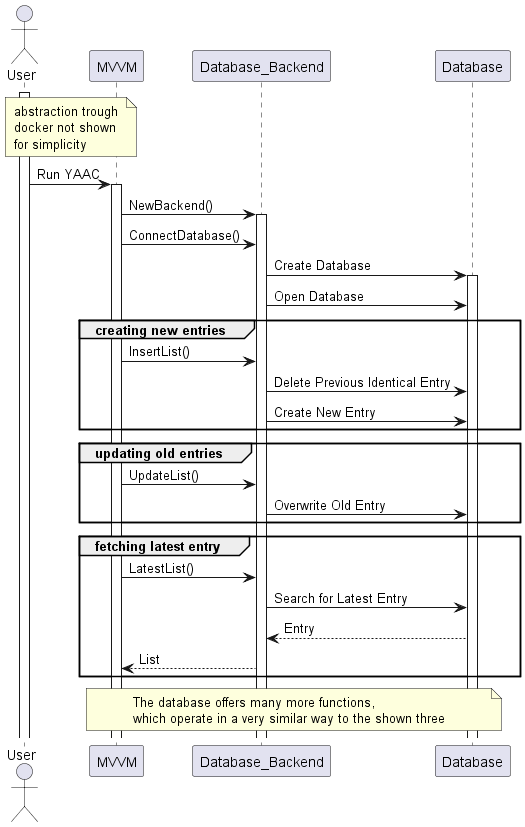 User
MVVM
Database_Backend
Database
abstraction trough
docker not shown
for simplicity
Run YAAC
NewBackend()
ConnectDatabase()
Create Database
Open Database
creating new entries
InsertList()
Delete Previous Identical Entry
Create New Entry
updating old entries
UpdateList()
Overwrite Old Entry
fetching latest entry
LatestList()
Search for Latest Entry
Entry
List
The database offers many more functions,
which operate in a very similar way to the shown three
User
MVVM
Database_Backend
Database